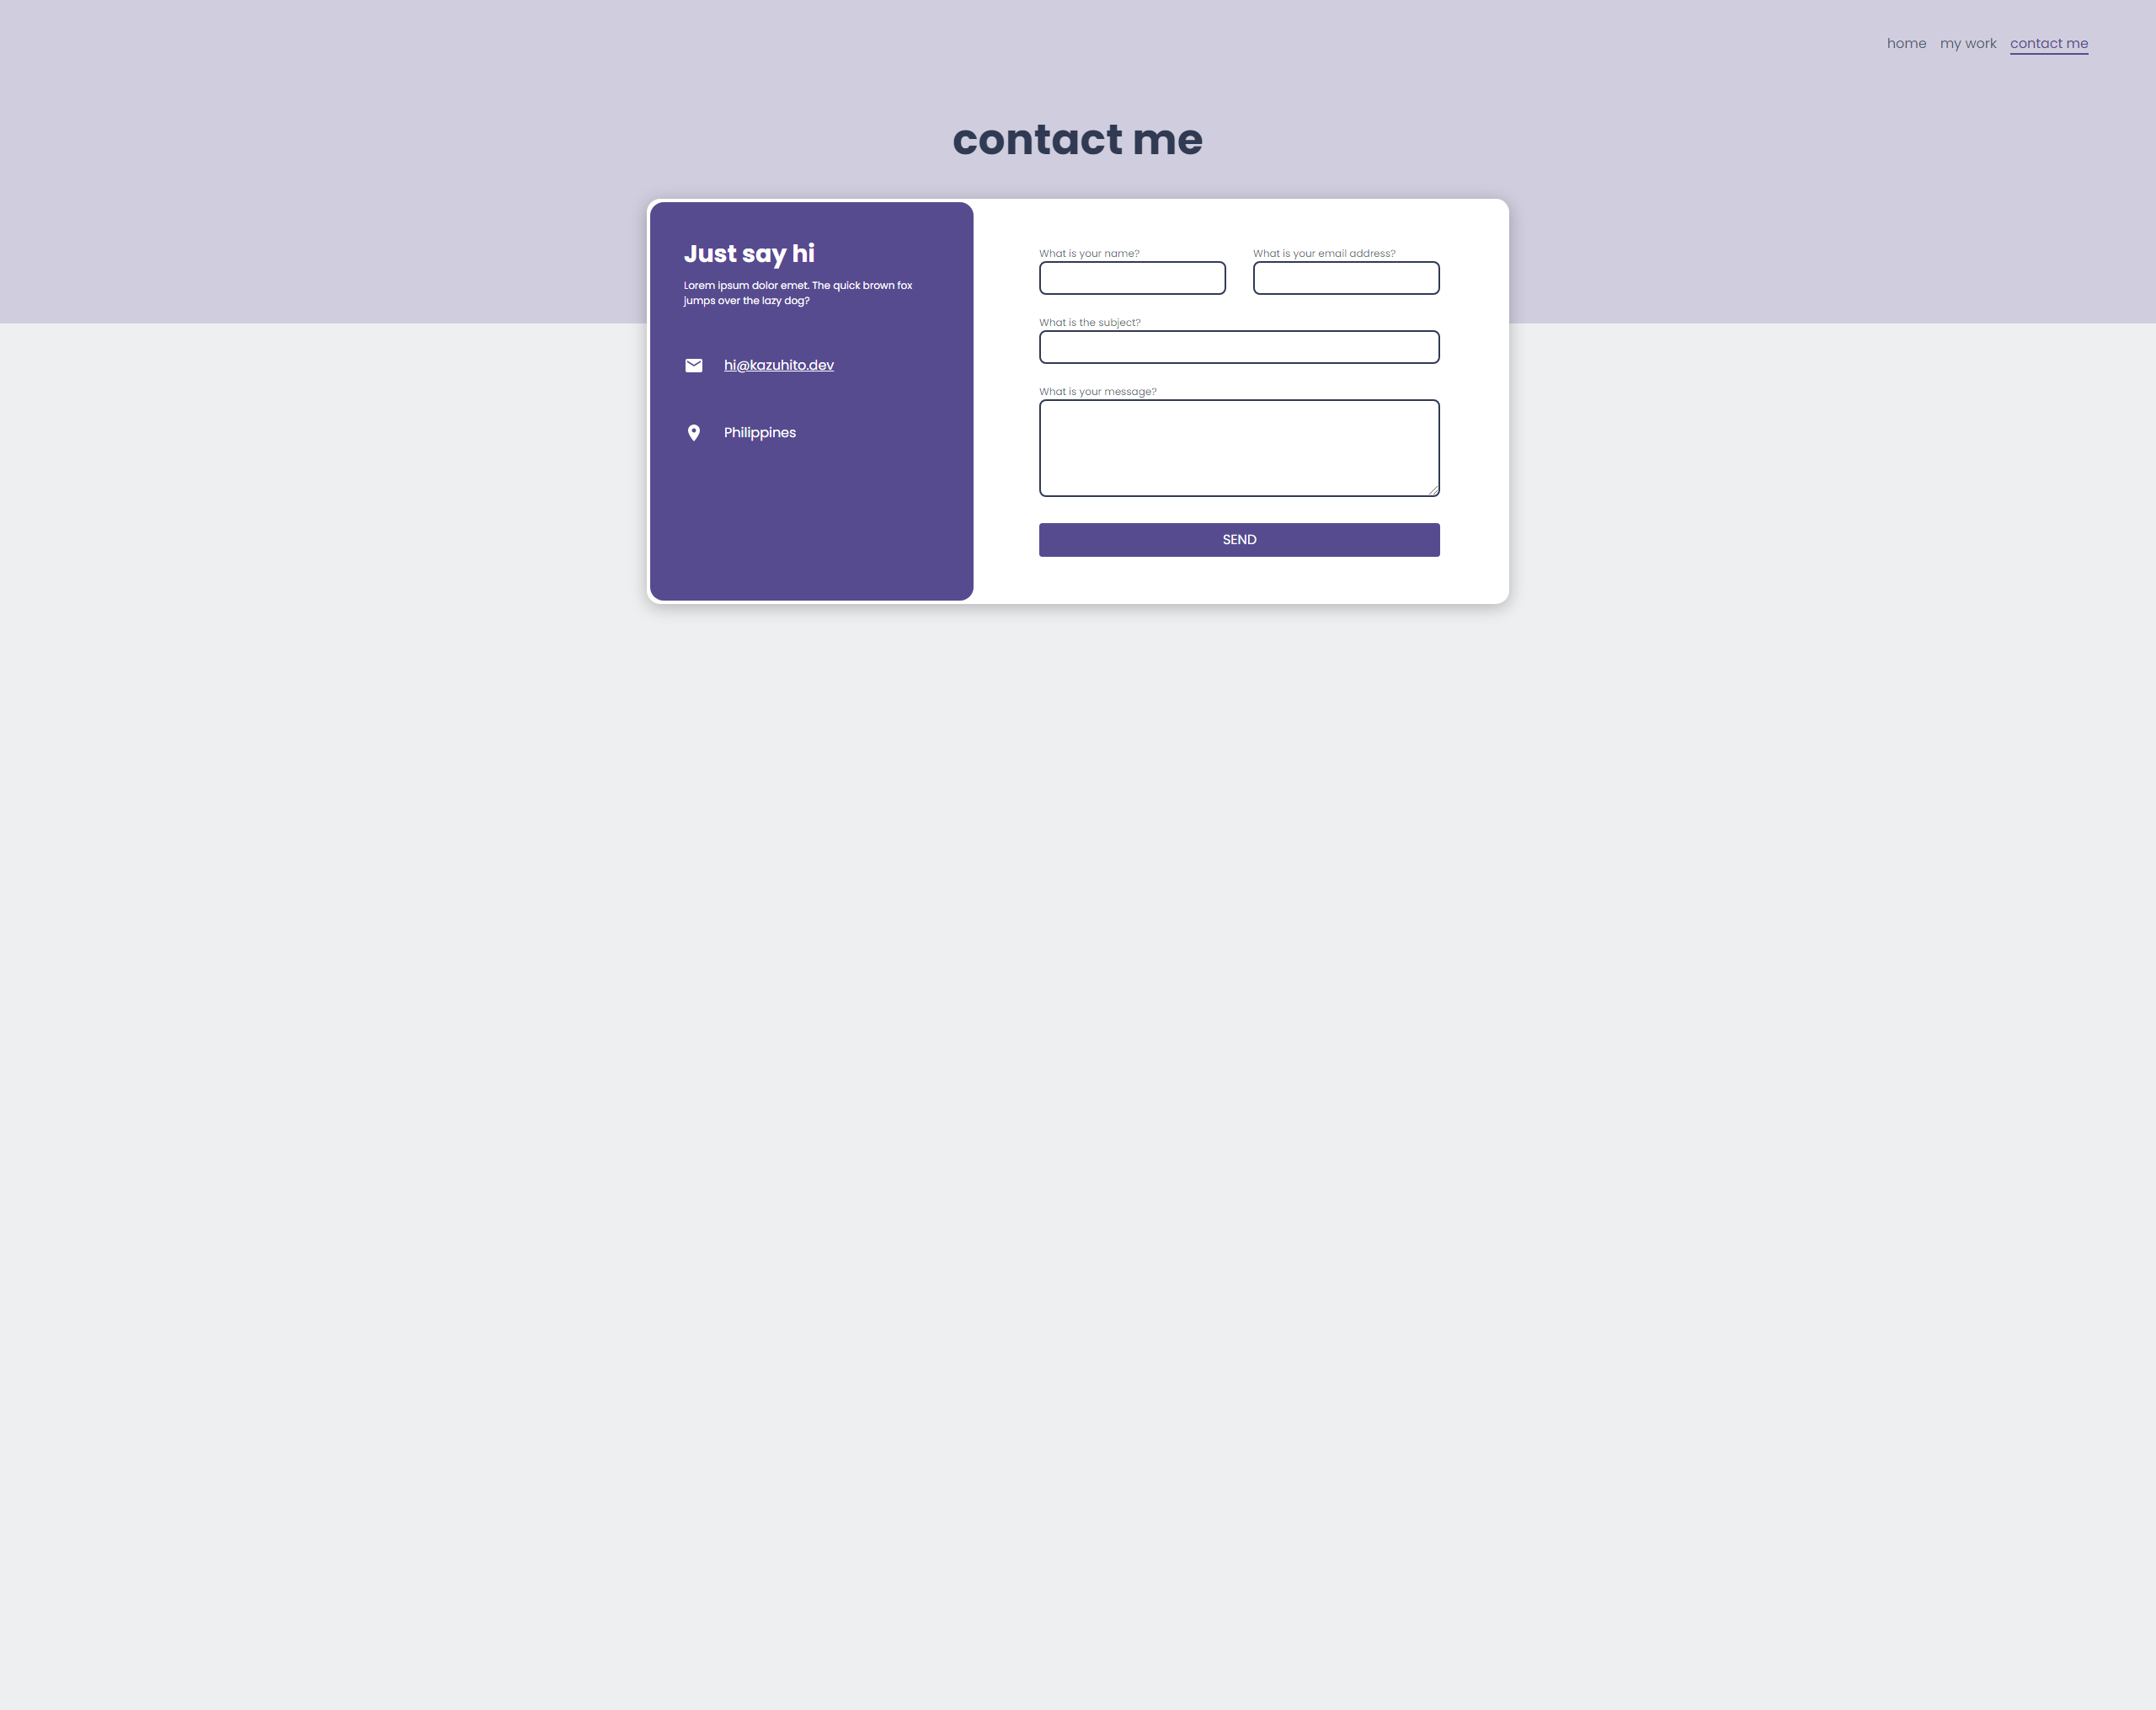 home my work contact me
contact me
Just say hi
Lorem ipsum dolor emet. The quick brown fox
jumps over the lazy dog?
hi@kazuhito.dev
Philippines
What is your name?
What is your email address?
What is the subject?
What is your message?
SEND